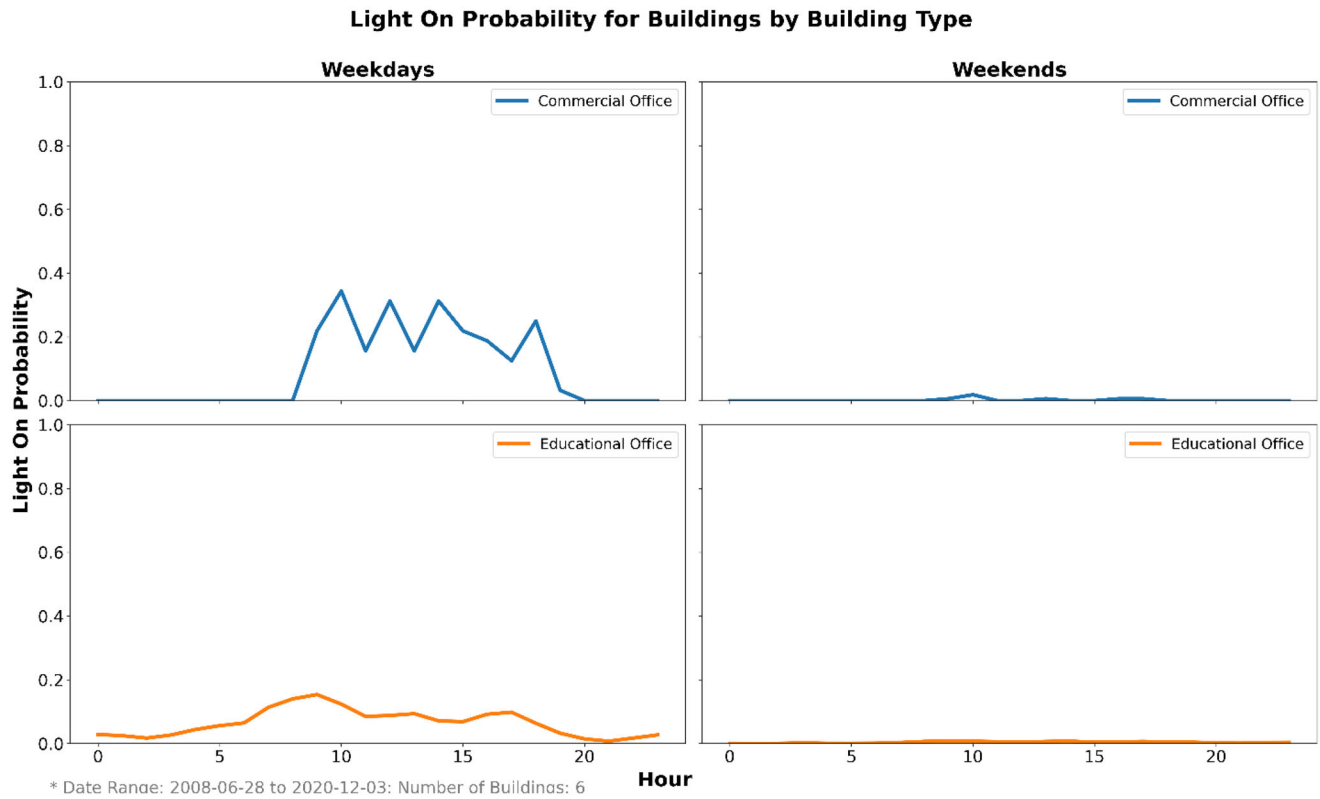 Light On Probability for Buildings by Building Type
Weekdays
Weekends
Light On Probability
1.0
0.8
0.6
0.4
0.2
0.0
Commercial Office
Commercial Office
1.0
0.8
0.6
0.4
0.2
0.0
Educational Office
Educational Office
0 5 10 15 20
0 5 10 15 20
Hour
* Date Range: 2008-06-28 to 2020-12-03; Number of Buildings: 6